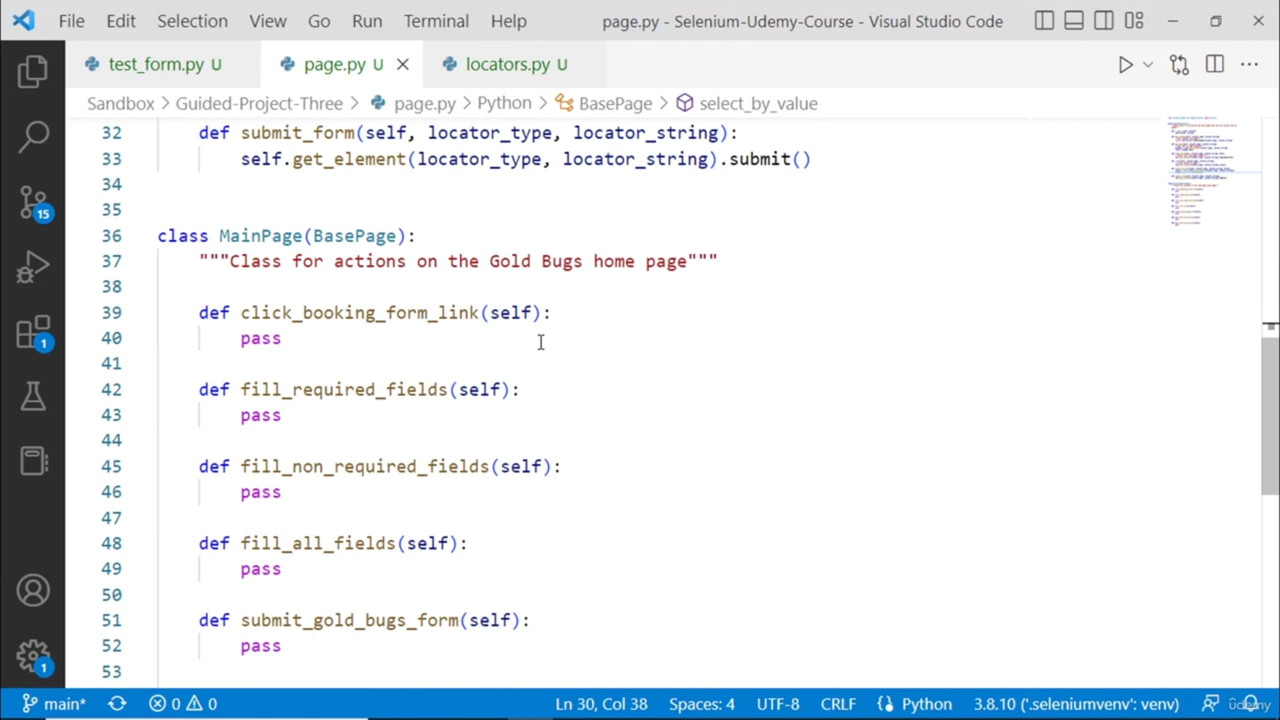 File Edit Selection View Go Run Terminal Help page.py - Selenium-Udemy-Course - Visual Studio Code
test_form.py U page.py U locators.py U
Sandbox > Guided-Project-Three > page.py > Python > BasePage > select_by_value
32 def submit_form(self, locator_type, locator_string):
33 self.get_element(locator_type, locator_string).submit()
34
35
36 class MainPage(BasePage):
37 """Class for actions on the Gold Bugs home page"""
38
39 def click_booking_form_link(self):
40 pass
41
42 def fill_required_fields(self):
43 pass
44
45 def fill_non_required_fields(self):
46 pass
47
48 def fill_all_fields(self):
49 pass
50
51 def submit_gold_bugs_form(self):
52 pass
53
15
1
1
main* 0 0 Ln 30, Col 38 Spaces: 4 UTF-8 CRLF Python 3.8.10 ('.seleniumvenv': venv) ûdemy